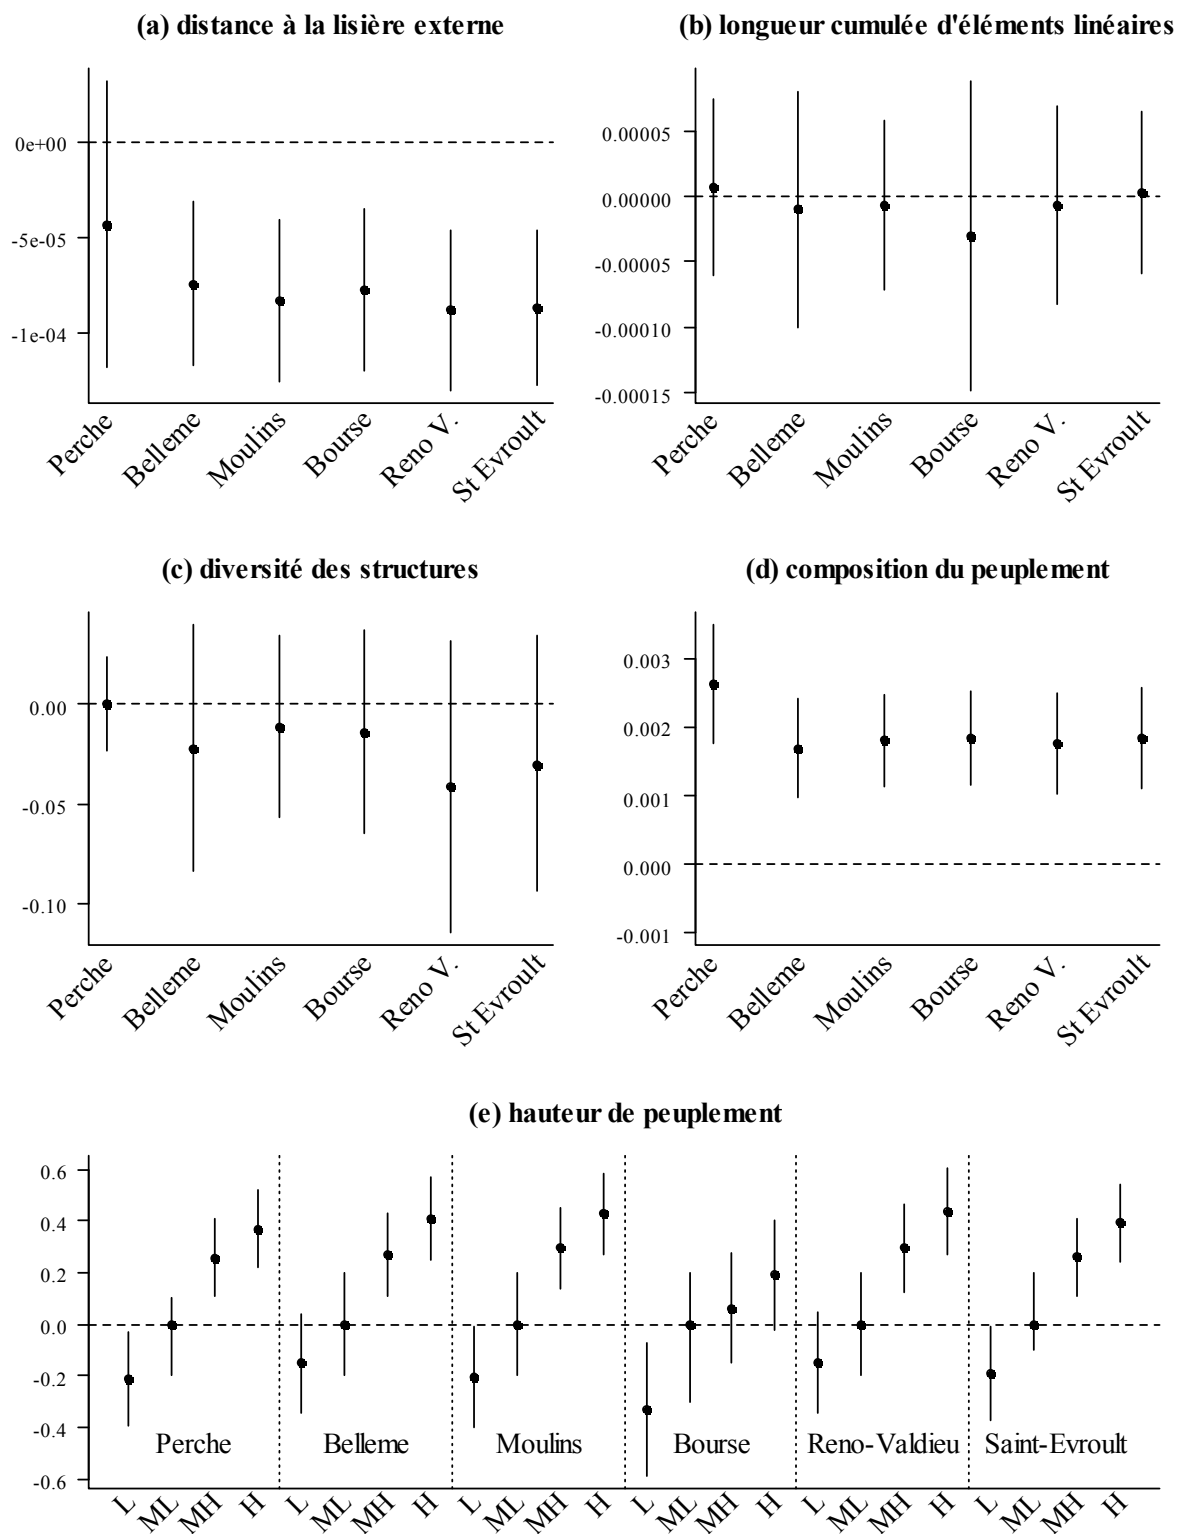 (a) distance à la lisière externe
0e+00
-5e-05
-1e-04
Perche
Belleme
Moulins
Bourse
Reno V.
St Evroult
(b) longueur cumulée d'éléments linéaires
0.00005
0.00000
-0.00005
-0.00010
-0.00015
Perche
Belleme
Moulins
Bourse
Reno V.
St Evroult
(c) diversité des structures
0.00
-0.05
-0.10
Perche
Belleme
Moulins
Bourse
Reno V.
St Evroult
(d) composition du peuplement
0.003
0.002
0.001
0.000
-0.001
Perche
Belleme
Moulins
Bourse
Reno V.
St Evroult
(e) hauteur de peuplement
0.6
0.4
0.2
0.0
-0.2
-0.4
-0.6
Perche
Belleme
Moulins
Bourse
Reno-Valdieu
Saint-Evroult
L ML MH H L ML MH H L ML MH H L ML MH H L ML MH H L ML MH H